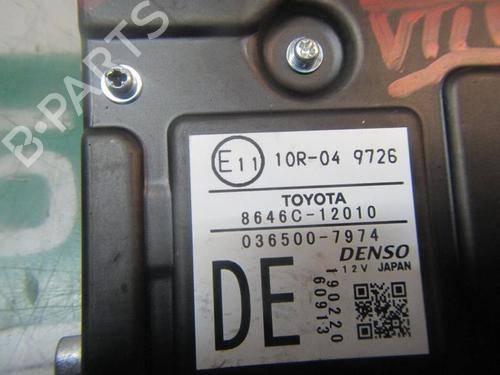 B-PARTS
E11 10R-04 9726
TOYOTA
8646C-12010
036500-7974
DENSO
12V JAPAN
DE
190220
60913